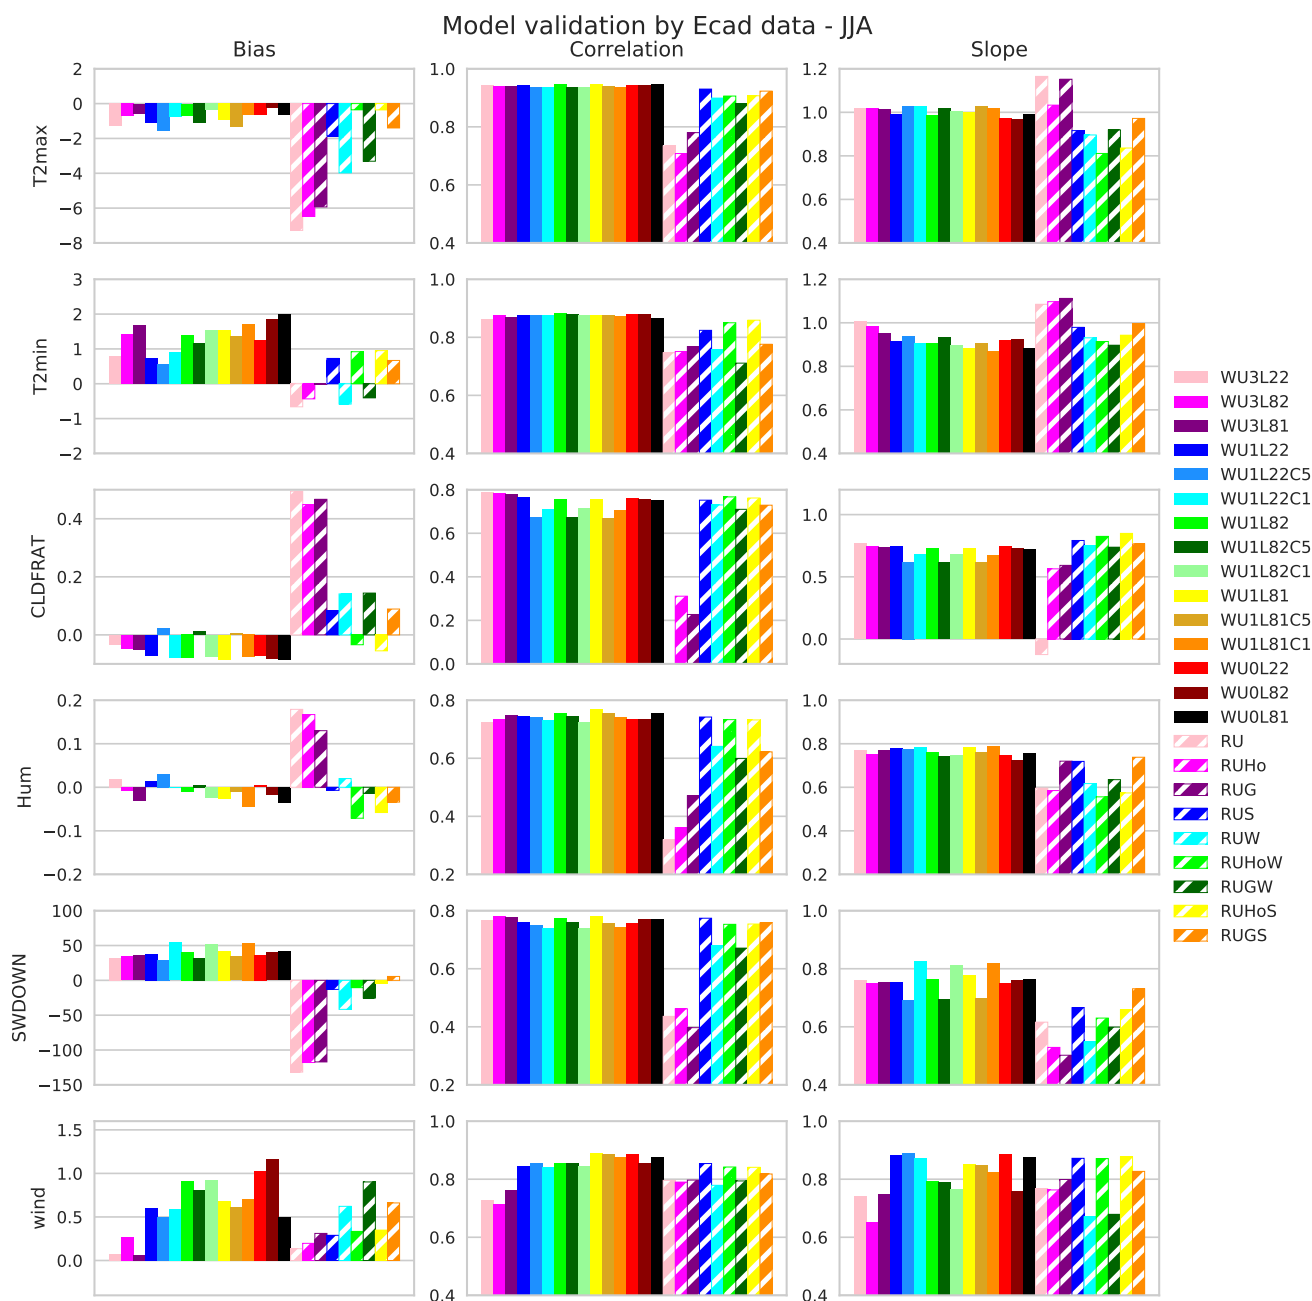 Model validation by Ecad data - JJA
Bias
Correlation
Slope
T2max
2
0
−2
−4
−6
−8
1.0
0.8
0.6
0.4
1.2
1.0
0.8
0.6
0.4
T2min
3
2
1
0
−1
−2
1.0
0.8
0.6
0.4
1.2
1.0
0.8
0.6
0.4
CLDFRAT
0.4
0.2
0.0
0.8
0.6
0.4
0.2
0.0
1.0
0.5
0.0
Hum
0.2
0.1
0.0
−0.1
−0.2
1.0
0.8
0.6
0.4
0.2
1.0
0.8
0.6
0.4
0.2
SWDOWN
100
50
0
−50
−100
−150
0.8
0.6
0.4
0.2
1.0
0.8
0.6
0.4
wind
1.5
1.0
0.5
0.0
1.0
0.8
0.6
0.4
1.0
0.8
0.6
0.4
WU3L22
WU3L82
WU3L81
WU1L22
WU1L22C5
WU1L22C1
WU1L82
WU1L82C5
WU1L82C1
WU1L81
WU1L81C5
WU1L81C1
WU0L22
WU0L82
WU0L81
RU
RUHo
RUG
RUS
RUW
RUHoW
RUGW
RUHoS
RUGS